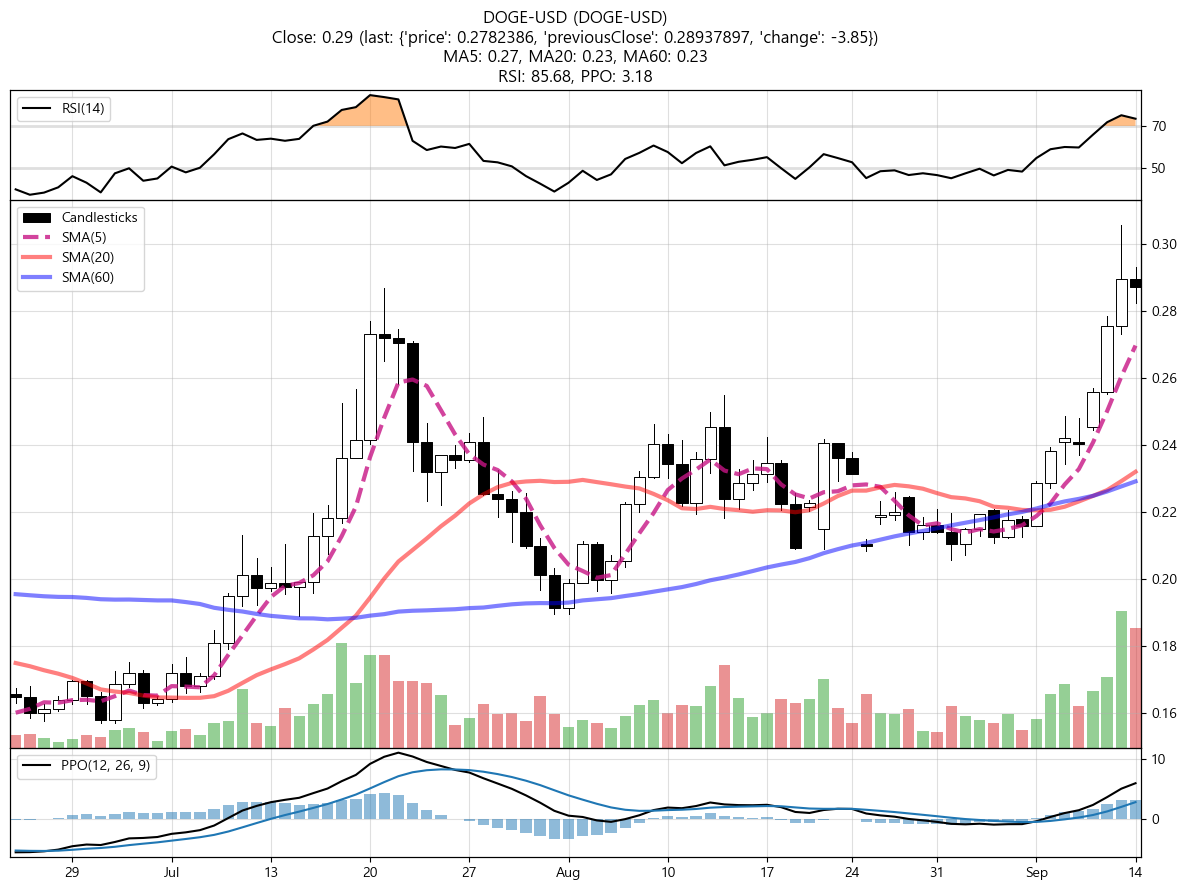 DOGE-USD (DOGE-USD)
Close: 0.29 (last: {'price': 0.2782386, 'previousClose': 0.28937897, 'change': -3.85})
MA5: 0.27, MA20: 0.23, MA60: 0.23
RSI: 85.68, PPO: 3.18
RSI(14)
70
50
Candlesticks
SMA(5)
SMA(20)
SMA(60)
0.30
0.28
0.26
0.24
0.22
0.20
0.18
0.16
PPO(12, 26, 9)
10
0
29 Jul 13 20 27 Aug 10 17 24 31 Sep 14